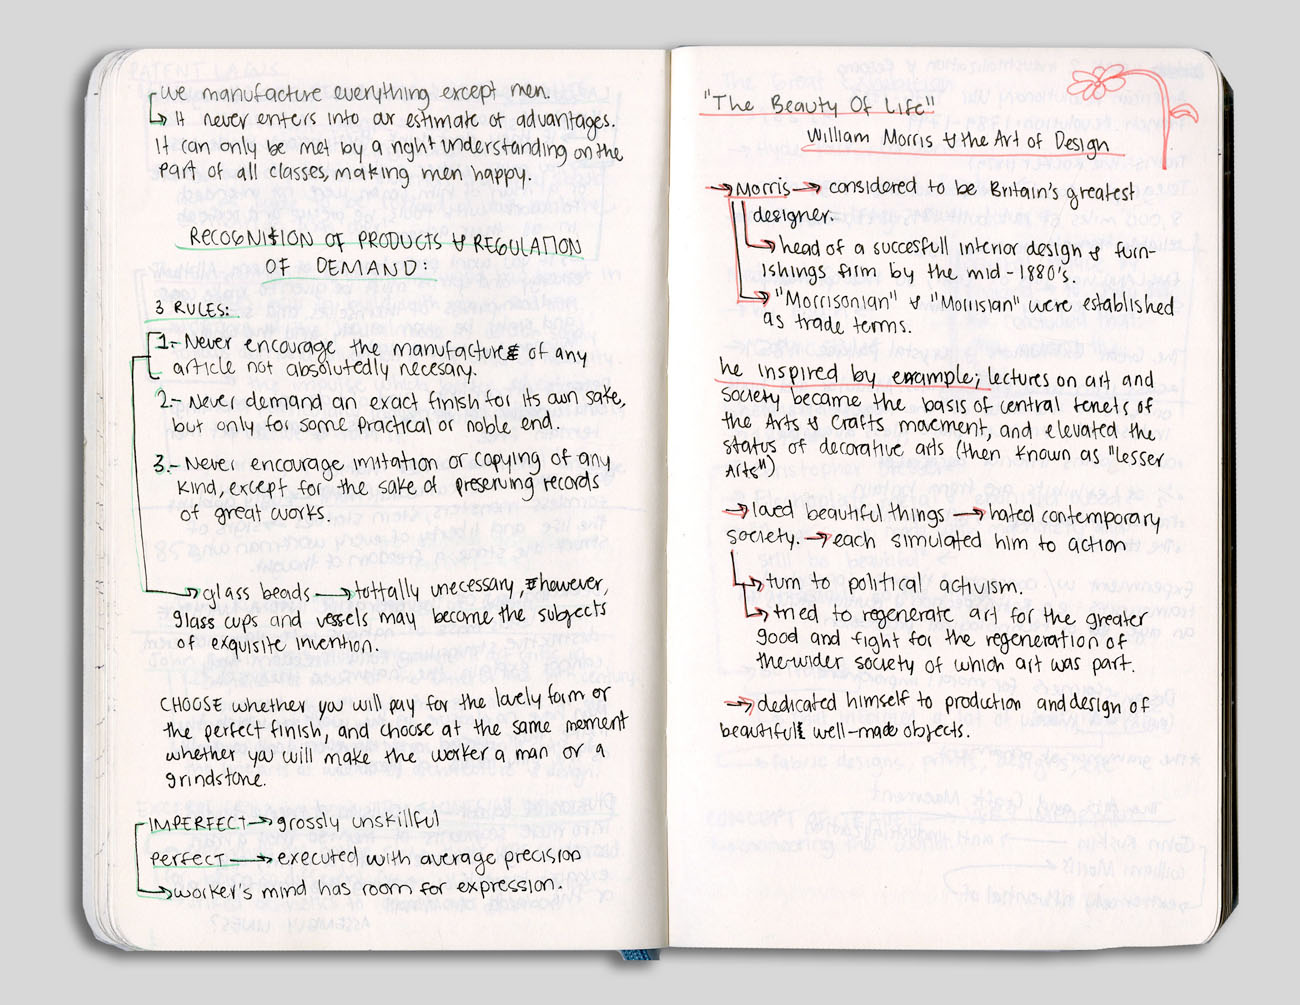 we manufacture everything except men.
It never enters into our estimate of advantages.
It can only be met by a right understanding on the
part of all classes, making men happy.
RECOGNISION OF PRODUCTS & REGULATION
OF DEMAND:
3 RULES:
1.- Never encourage the manufacture of any
article not absolutedly necesary.
2.- Never demand an exact finish for its own sake,
but only for some practical or noble end.
3.- Never encourage imitation or copying of any
kind, except for the sake of preserving records
of great works.
glass beads → tottally unecessary, however,
glass cups and vessels may become the subjects
of exquisite invention.
CHOOSE whether you will pay for the lovely form or
the perfect finish, and choose at the same moment
whether you will make the worker a man or a
grindstone.
IMPERFECT → grossly unskillful
perfect → executed with average precision
worker's mind has room for expression.
"The Beauty Of Life"
William Morris & the Art of Design
→ Morris → considered to be Britain's greatest
designer.
head of a succesfull interior design & furn-
ishings firm by the mid-1880's.
"Morrisonian" & "Morrisian" were established
as trade terms.
he inspired by example; lectures on art and
society became the basis of central tenets of
the Arts & Crafts movement, and elevated the
status of decorative arts (then known as "lesser
Arts")
→ loved beautiful things → hated contemporary
society. → each simulated him to action
turn to political activism.
tried to regenerate art for the greater
good and fight for the regeneration of
the wider society of which art was part.
→ dedicated himself to production and design of
beautiful well-made objects.